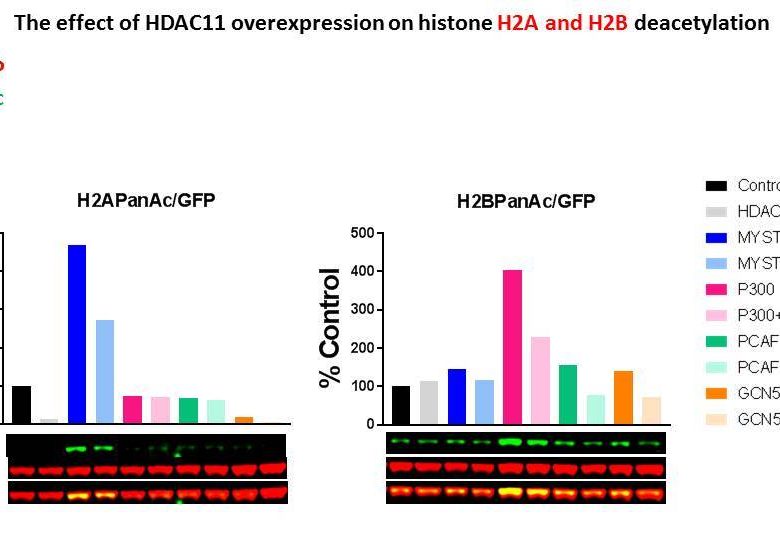 The effect of HDAC11 overexpression on histone H2A and H2B deacetylation
H2APanAc/GFP
H2BPanAc/GFP
% Control
500
400
300
200
100
0
Contro
HDAC
MYST
MYST
P300
P300+
PCAF
PCAF
GCN5
GCN5